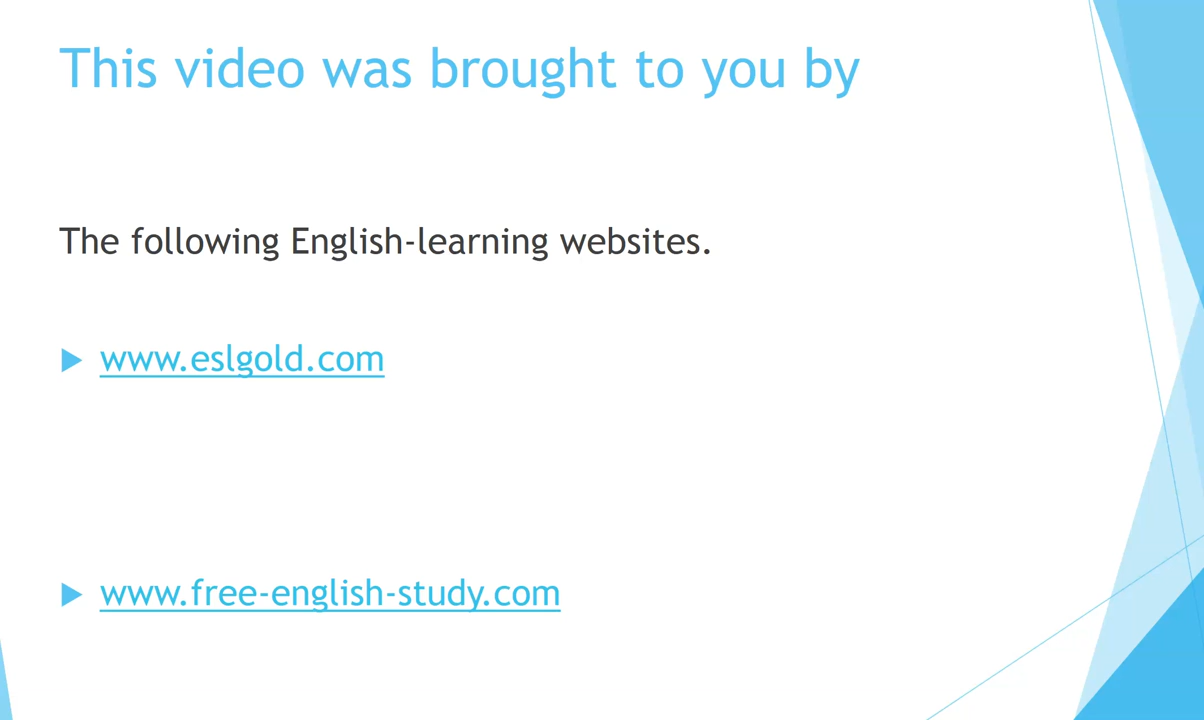 This video was brought to you by
The following English-learning websites.
www.eslgold.com
www.free-english-study.com